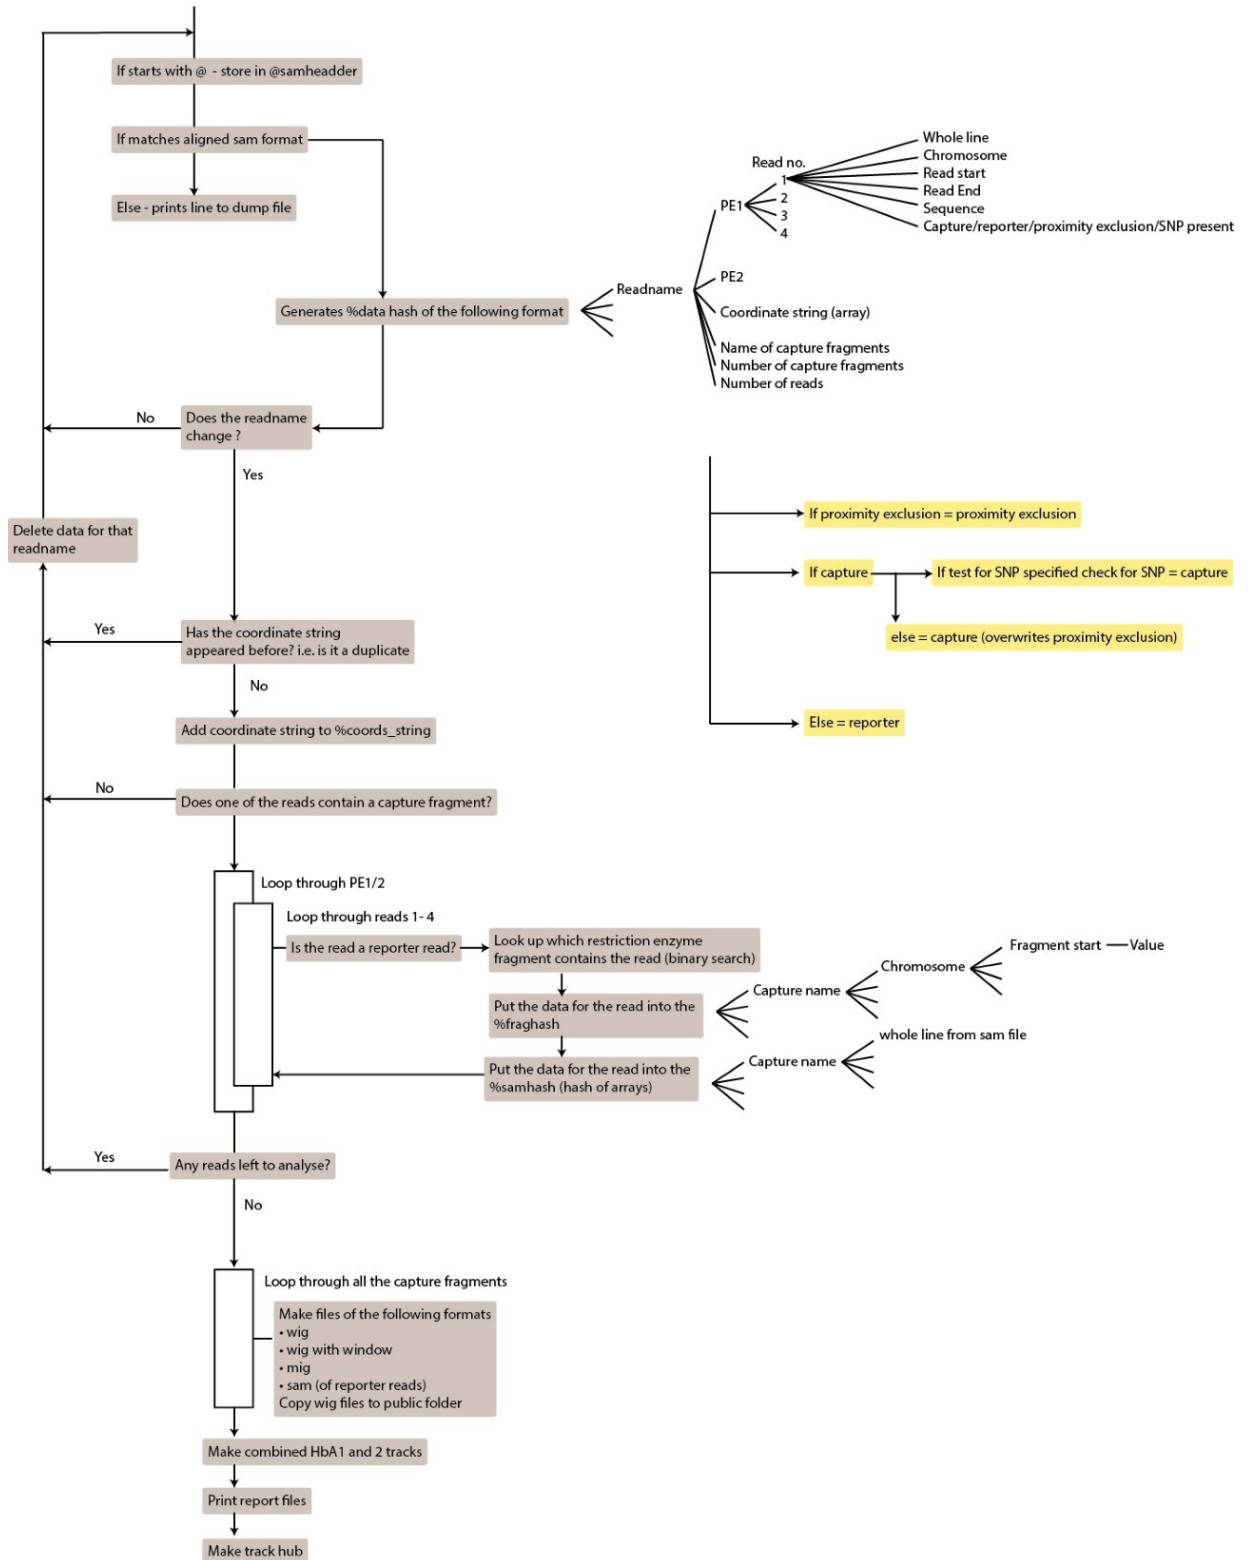 If starts with @ - store in @samheadder
If matches aligned sam format
Else - prints line to dump file
Generates %data hash of the following format
Readname
PE1
Read no.
1
2
3
4
Whole line
Chromosome
Read start
Read End
Sequence
Capture/reporter/proximity exclusion/SNP present
PE2
Coordinate string (array)
Name of capture fragments
Number of capture fragments
Number of reads
No
Does the readname
change ?
Yes
Delete data for that
readname
Yes
Has the coordinate string
appeared before? i.e. is it a duplicate
No
Add coordinate string to %coords_string
No
Does one of the reads contain a capture fragment?
If proximity exclusion = proximity exclusion
If capture
If test for SNP specified check for SNP = capture
else = capture (overwrites proximity exclusion)
Else = reporter
Loop through PE1/2
Loop through reads 1- 4
Is the read a reporter read?
Look up which restriction enzyme
fragment contains the read (binary search)
Put the data for the read into the
%fraghash
Capture name
Chromosome
Fragment start
Value
Put the data for the read into the
%samhash (hash of arrays)
Capture name
whole line from sam file
Yes
Any reads left to analyse?
No
Loop through all the capture fragments
Make files of the following formats
• wig
• wig with window
• mig
• sam (of reporter reads)
Copy wig files to public folder
Make combined HbA1 and 2 tracks
Print report files
Make track hub